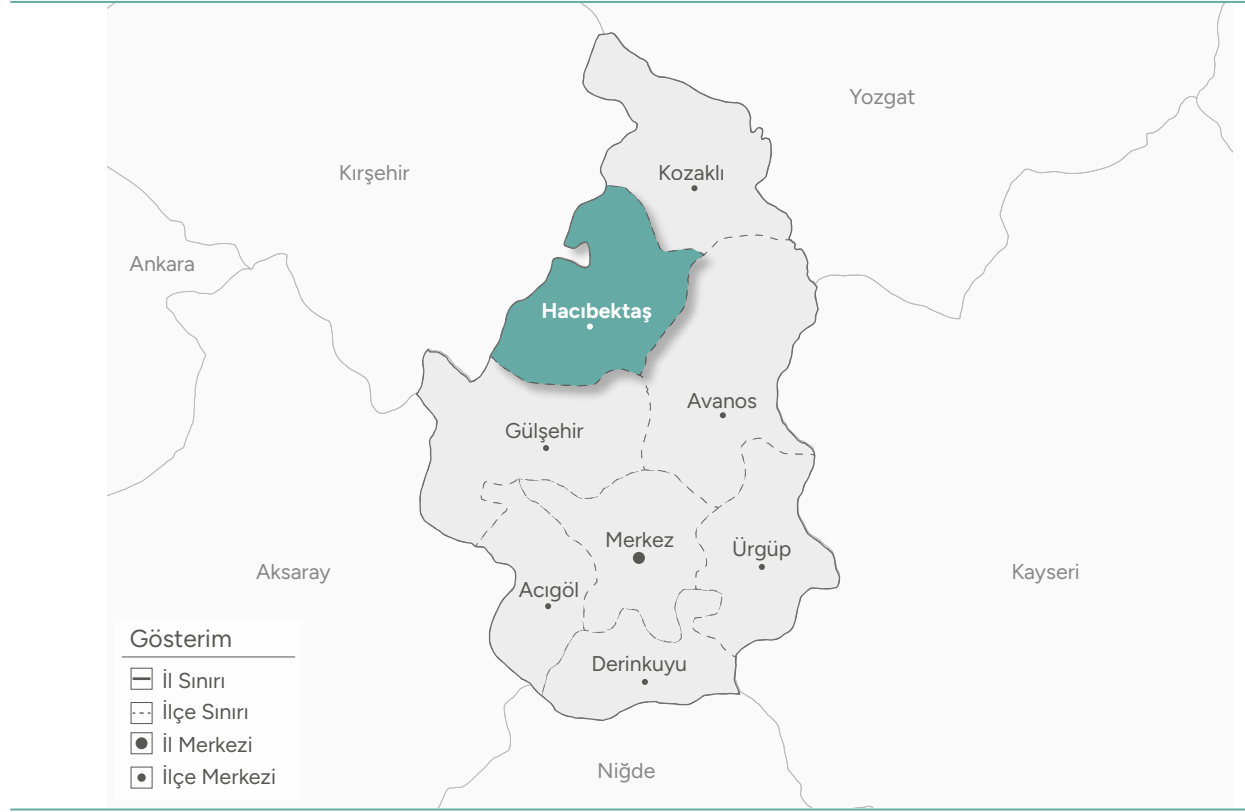 Yozgat
Kırşehir
Kozaklı
Ankara
Hacıbektaş
Avanos
Gülşehir
Merkez
Ürgüp
Aksaray
Kayseri
Acıgöl
Gösterim
Derinkuyu
İl Sınırı
İlçe Sınırı
İl Merkezi
İlçe Merkezi
Niğde